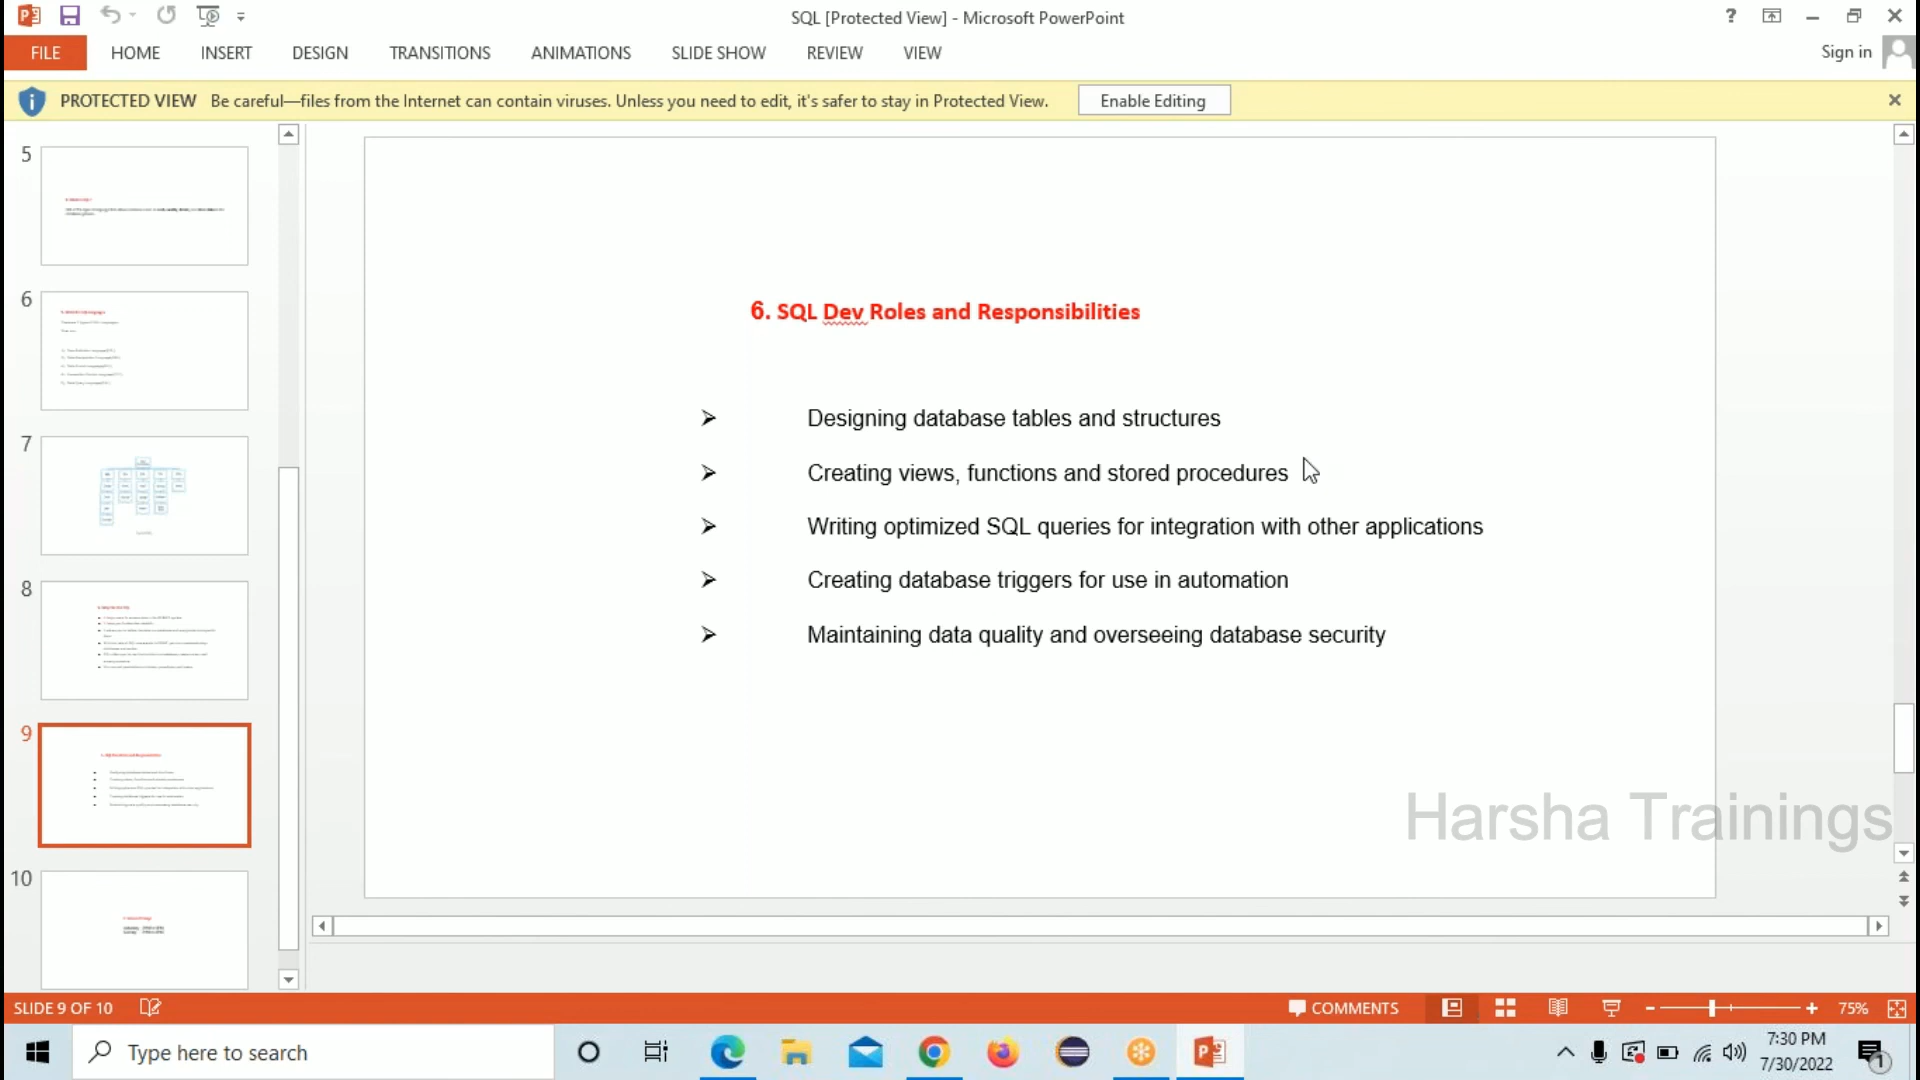 SQL [Protected View] - Microsoft PowerPoint
FILE HOME INSERT DESIGN TRANSITIONS ANIMATIONS SLIDE SHOW REVIEW VIEW
Sign in
PROTECTED VIEW Be careful—files from the Internet can contain viruses. Unless you need to edit, it's safer to stay in Protected View. Enable Editing
5
6
7
8
9
10
6. SQL Dev Roles and Responsibilities
➤ Designing database tables and structures
➤ Creating views, functions and stored procedures
➤ Writing optimized SQL queries for integration with other applications
➤ Creating database triggers for use in automation
➤ Maintaining data quality and overseeing database security
Harsha Trainings
SLIDE 9 OF 10
COMMENTS
75%
Type here to search
7:30 PM
7/30/2022
1